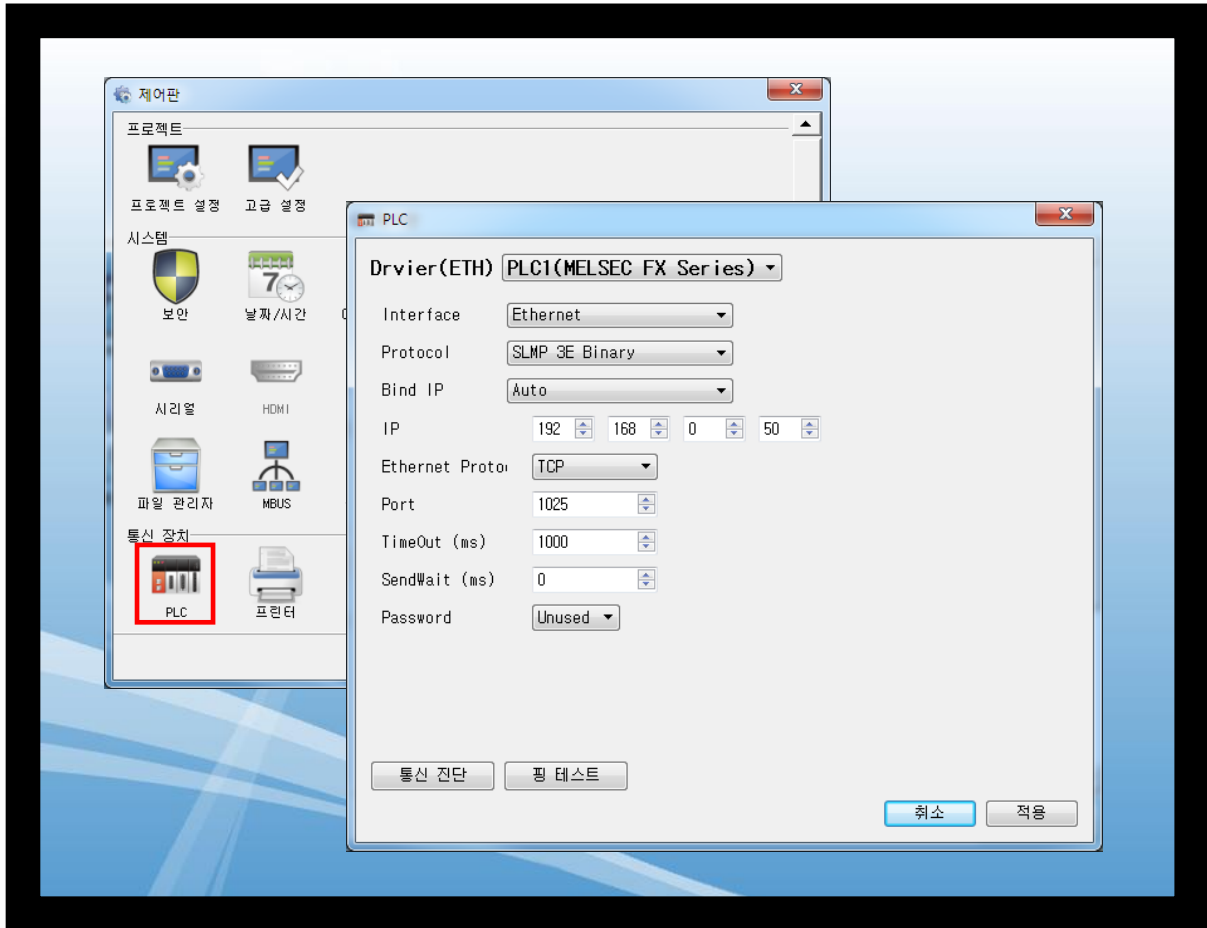 제어판
프로젝트
프로젝트 설정
고급 설정
시스템
보안
7
날짜/시간
시리얼
HDMI
파일 관리자
MBUS
통신 장치
PLC
프린터
PLC
Drvier(ETH) PLC1(MELSEC FX Series)
Interface Ethernet
Protocol SLMP 3E Binary
Bind IP Auto
IP 192 168 0 50
Ethernet Proto TCP
Port 1025
TimeOut (ms) 1000
SendWait (ms) 0
Password Unused
통신 진단 핑 테스트
취소 적용